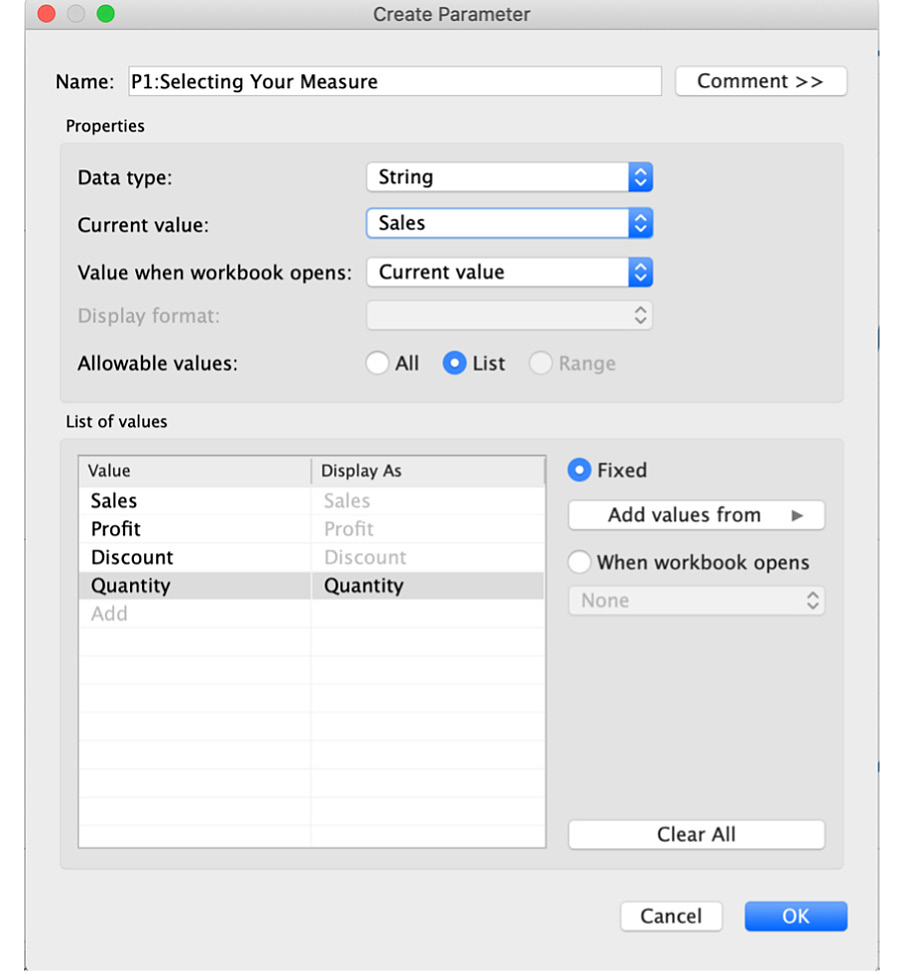 Create Parameter
Name: P1:Selecting Your Measure Comment >>
Properties
Data type: String
Current value: Sales
Value when workbook opens: Current value
Display format:
Allowable values: All List Range
List of values
Value Display As
Sales Sales
Profit Profit
Discount Discount
Quantity Quantity
Add
Fixed
Add values from
When workbook opens
None
Clear All
Cancel OK